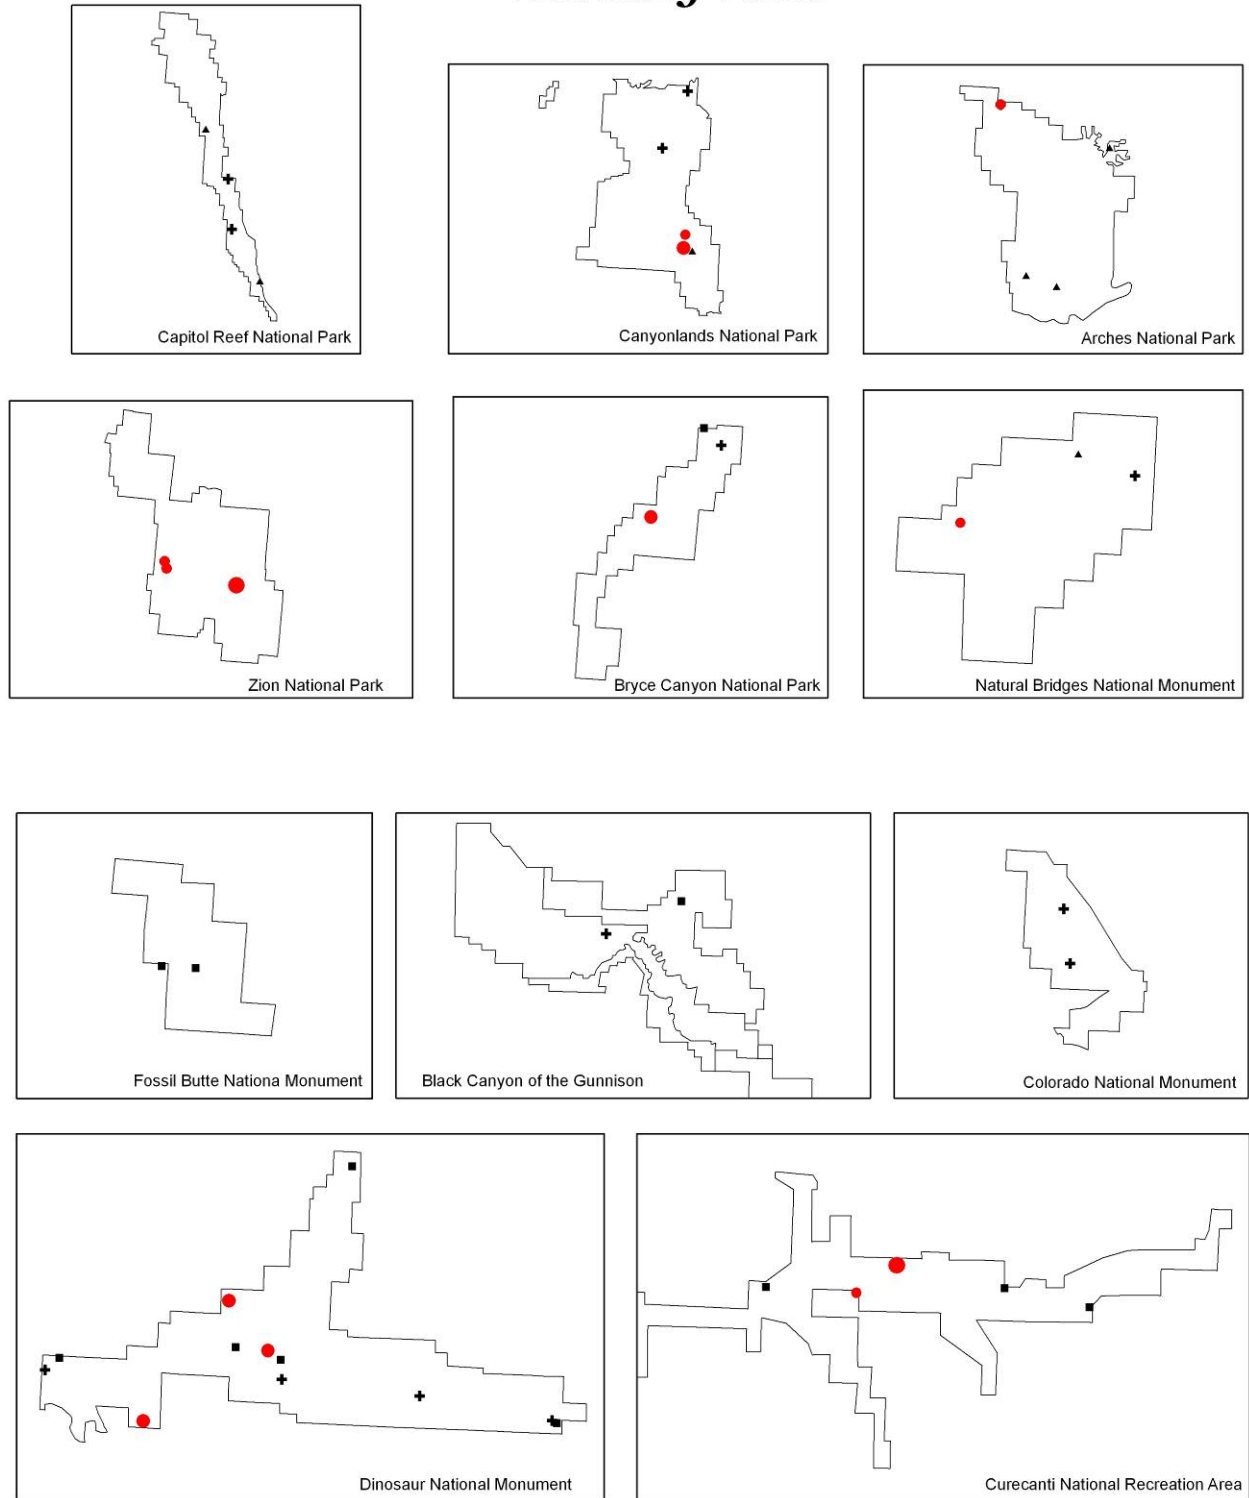 Capitol Reef National Park
Canyonlands National Park
Arches National Park
Zion National Park
Bryce Canyon National Park
Natural Bridges National Monument
Fossil Butte Nationa Monument
Black Canyon of the Gunnison
Colorado National Monument
Dinosaur National Monument
Curecanti National Recreation Area